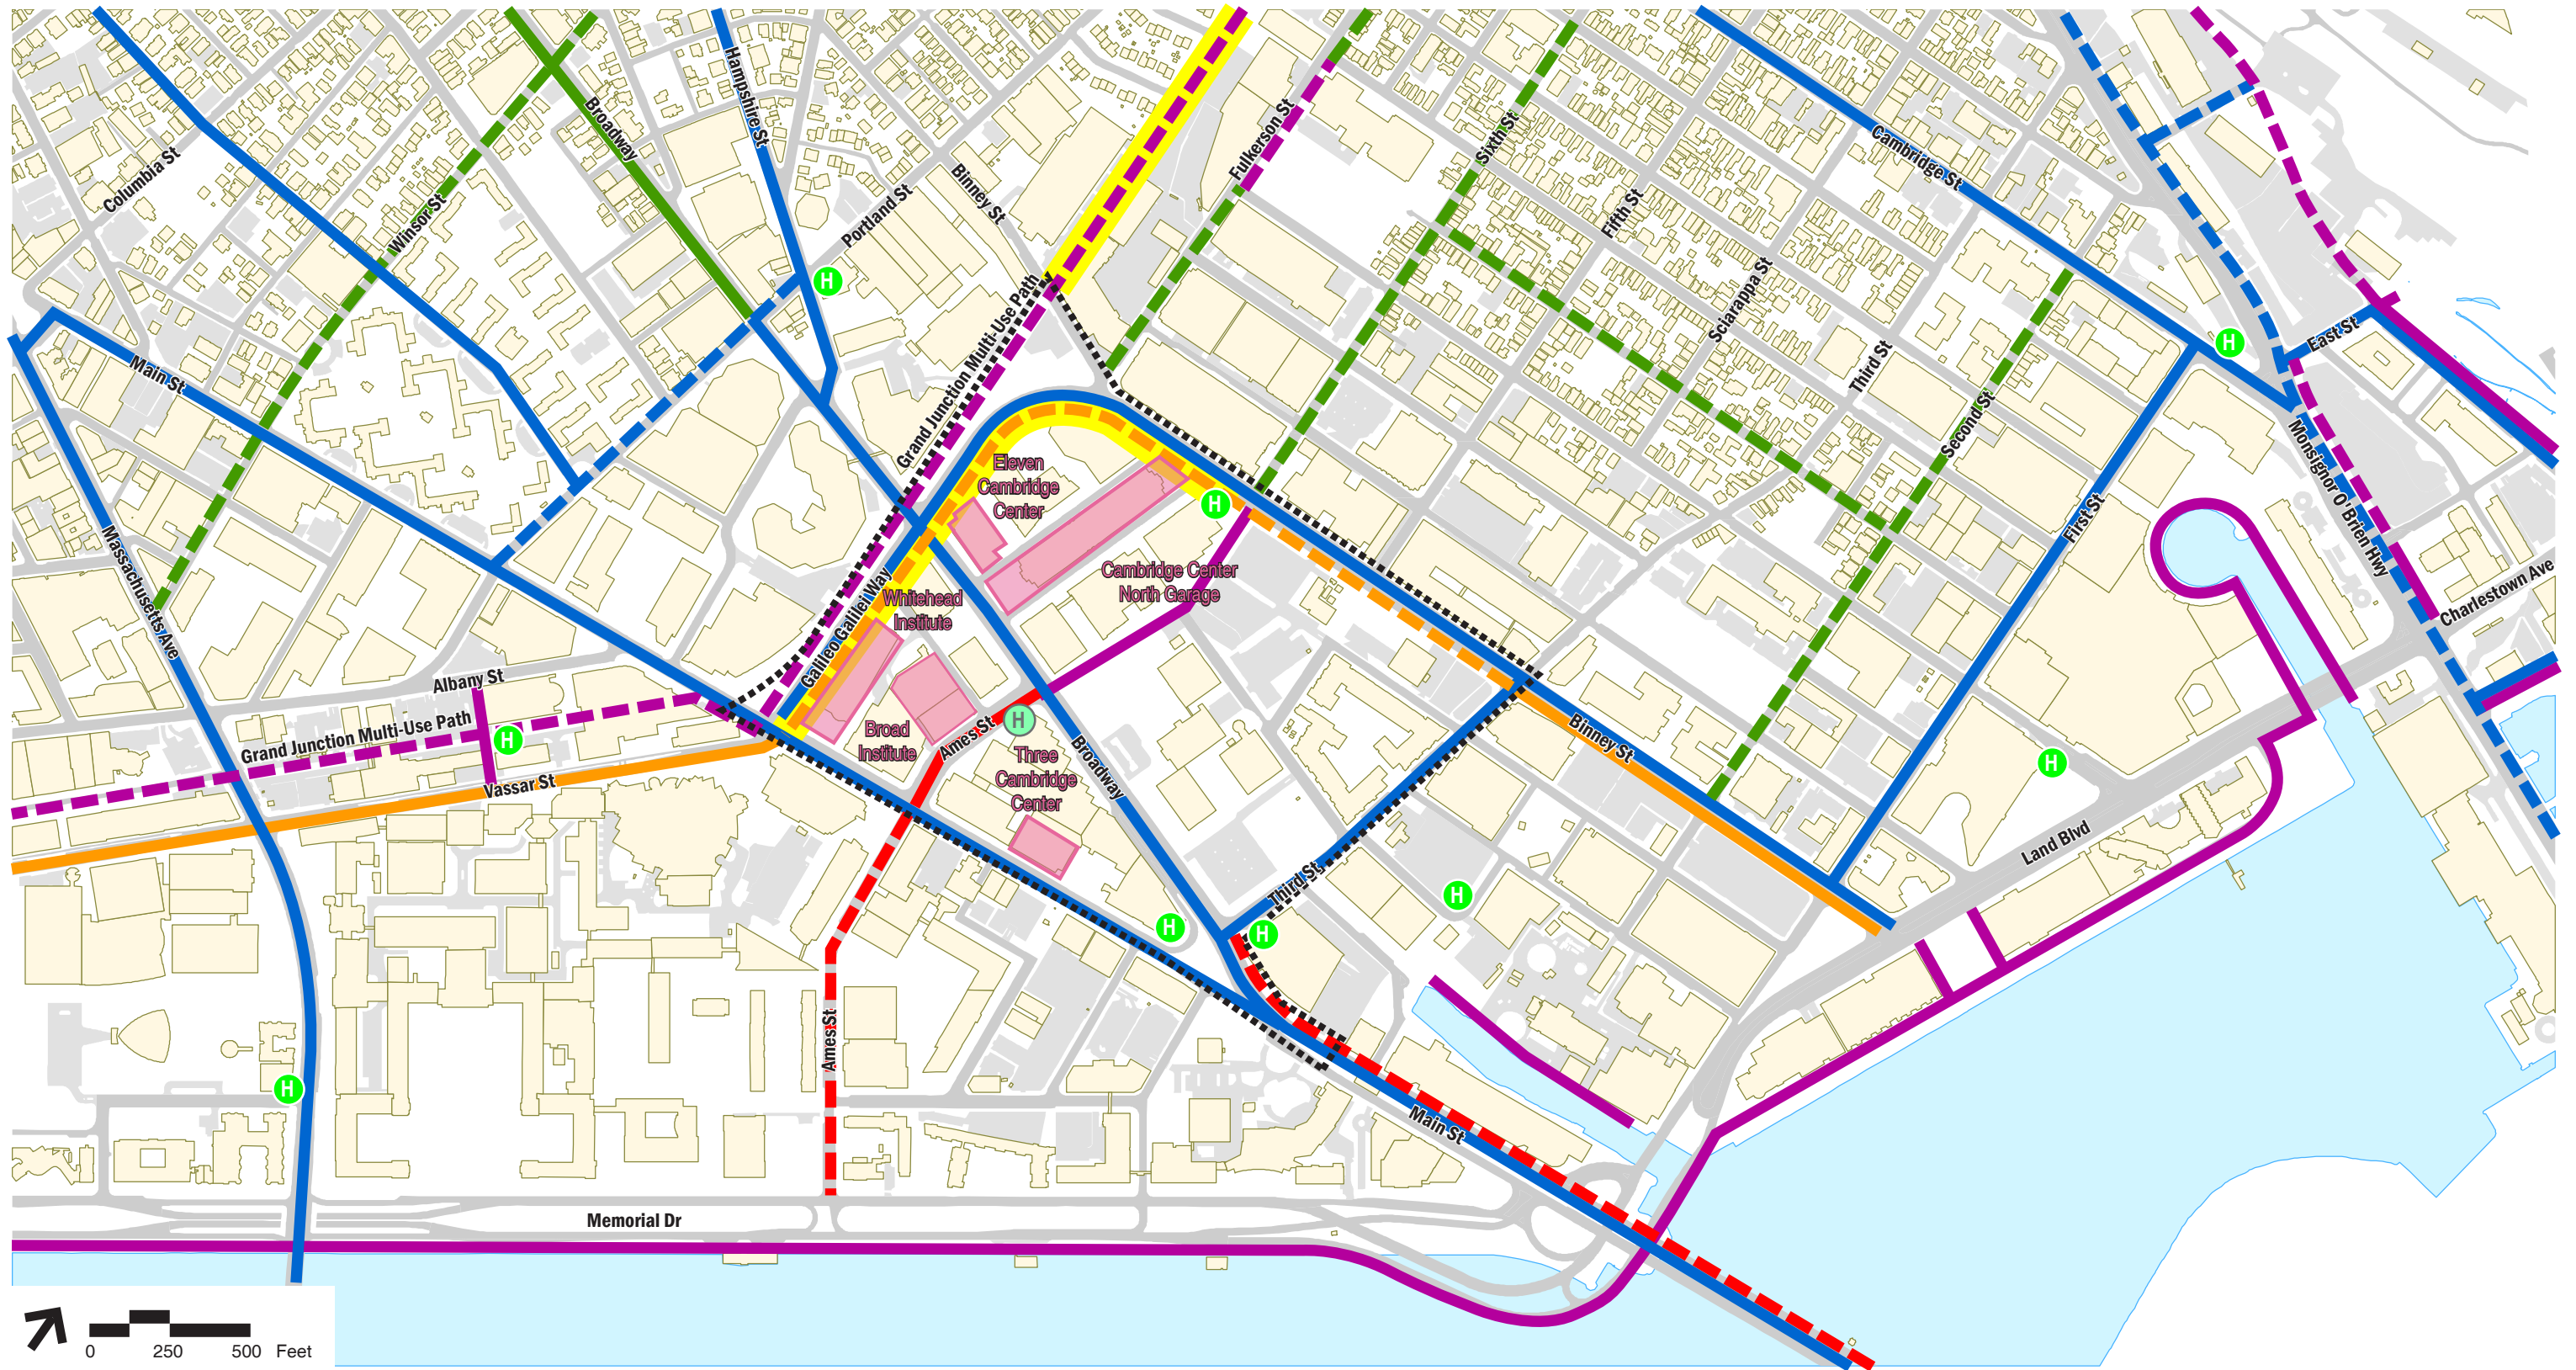 Columbia St
Winsor St
Broadway
Hampshire St
Portland St
Binney St
Fulkerson St
Sixth St
Fifth St
Sciarappa St
Third St
Second St
Cambridge St
East St
Monsignor O'Brien Hwy
Charlestown Ave
First St
Main St
Massachusetts Ave
Grand Junction Multi-Use Path
Galileo Galilei Way
Eleven
Cambridge
Center
Cambridge Center
North Garage
Whitehead
Institute
Broad
Institute
Three
Cambridge
Center
Ames St
Broadway
Albany St
Grand Junction Multi-Use Path
Vassar St
Binney St
Third St
Land Blvd
Ames St
Main St
Memorial Dr
H
H
H
H
H
H
H
H
H
H
0 250 500 Feet